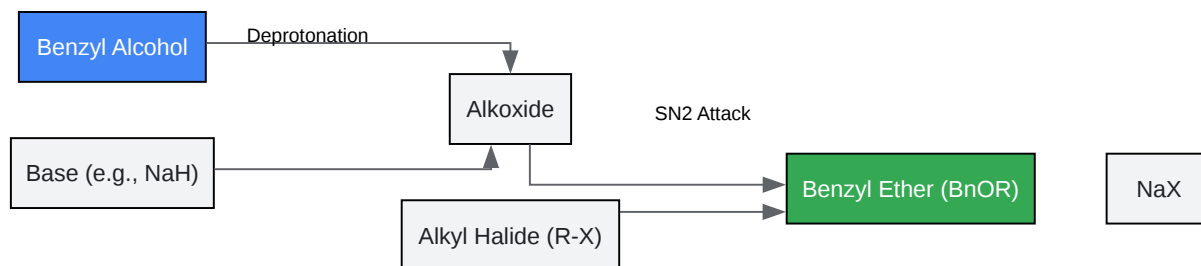 Benzyl Alcohol
Deprotonation
Alkoxide
SN2 Attack
Base (e.g., NaH)
Benzyl Ether (BnOR)
NaX
Alkyl Halide (R-X)